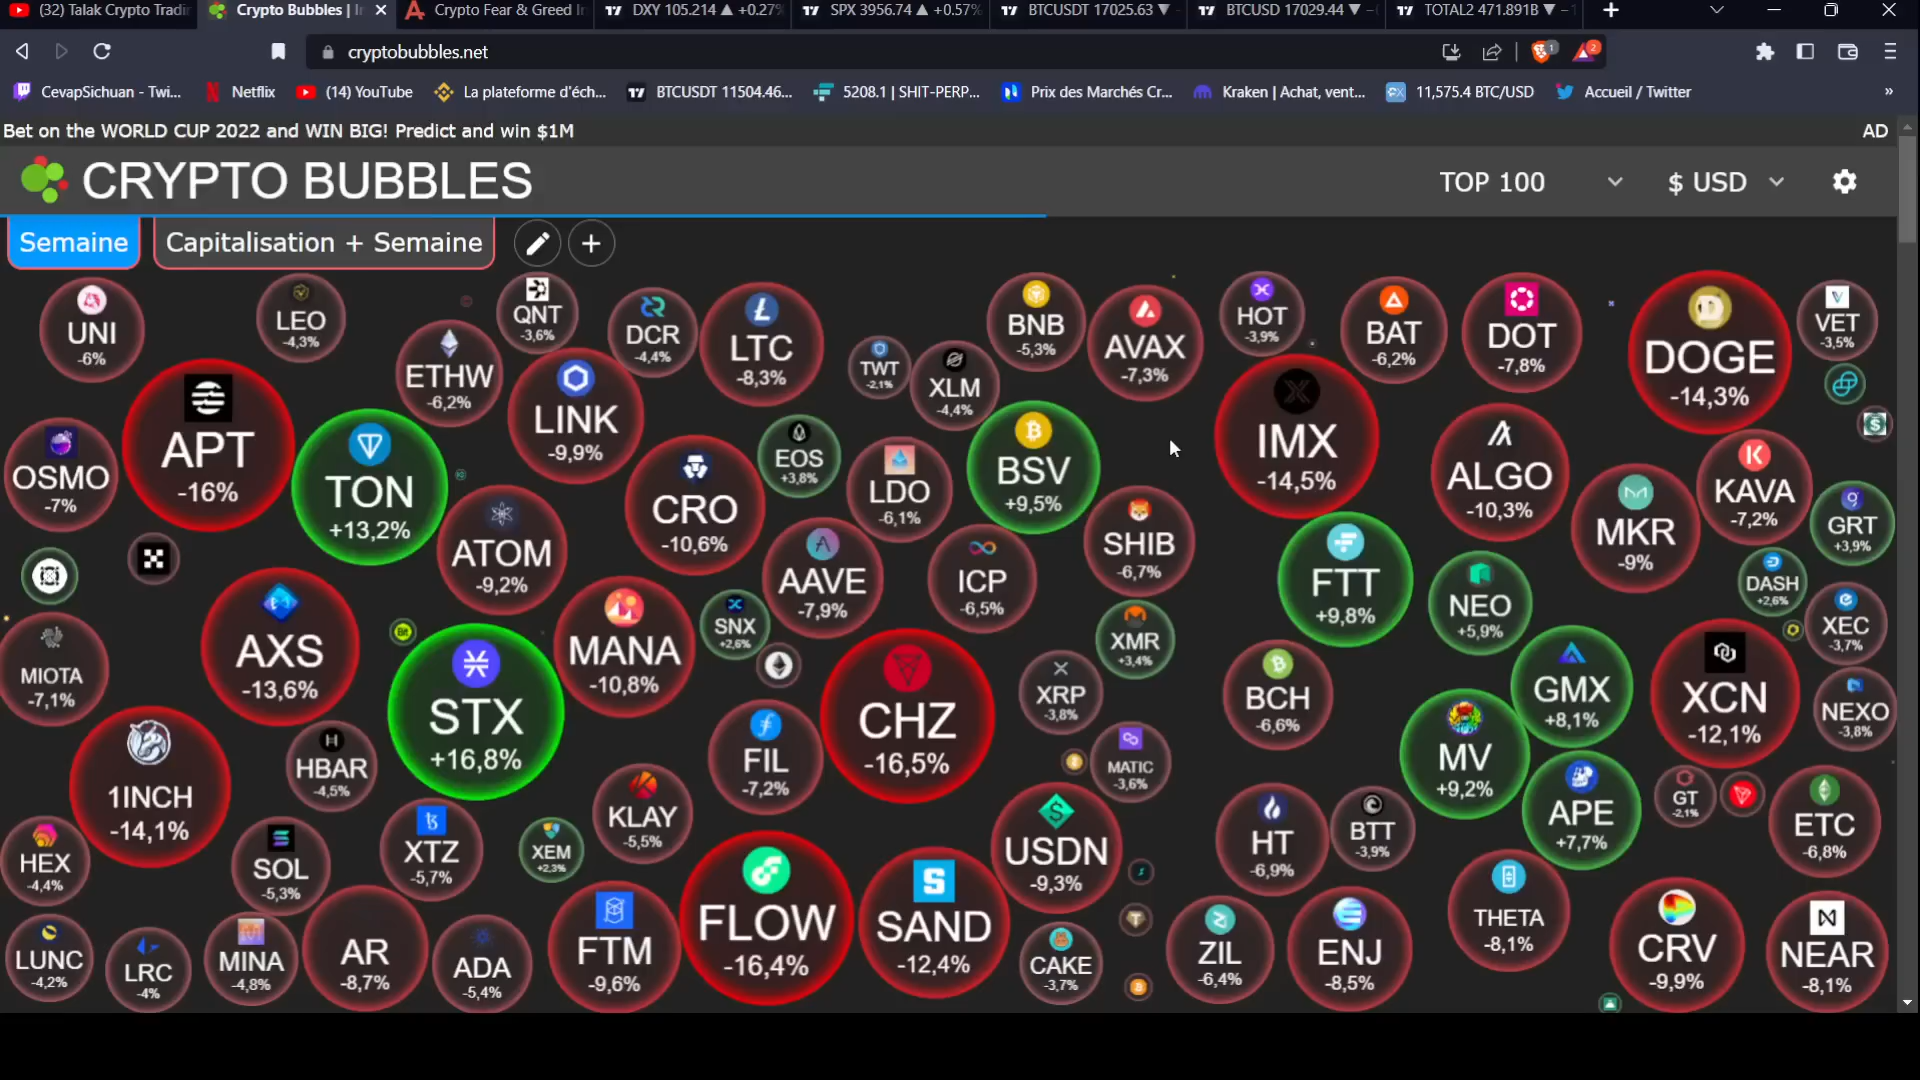 (32) Talak Crypto Tradi
Crypto Bubbles | In
Crypto Fear & Greed In
DXY 105.214 ▲ +0.27%
SPX 3956.74 ▲ +0.57%
BTCUSDT 17025.63 ▼ -
BTCUSD 17029.44 ▼ -
TOTAL2 471.891B ▼ -
cryptobubbles.net
1
2
CevapSichuan - Twi...
Netflix
(14) YouTube
La plateforme d'éch...
BTCUSDT 11504.46...
5208.1 | SHIT-PERP...
Prix des Marchés Cr...
Kraken | Achat, vent...
11,575.4 BTC/USD
Accueil / Twitter
»
Bet on the WORLD CUP 2022 and WIN BIG! Predict and win $1M
AD
CRYPTO BUBBLES
TOP 100
$ USD
Semaine
Capitalisation + Semaine
UNI
-6%
LEO
-4,3%
QNT
-3,6%
DCR
-4,4%
LTC
-8,3%
BNB
-5,3%
AVAX
-7,3%
HOT
-3,9%
BAT
-6,2%
DOT
-7,8%
DOGE
-14,3%
VET
-3,5%
ETHW
-6,2%
LINK
-9,9%
TWT
-2,1%
XLM
-4,4%
APT
-16%
OSMO
-7%
TON
+13,2%
CRO
-10,6%
EOS
+3,8%
LDO
-6,1%
BSV
+9,5%
IMX
-14,5%
ALGO
-10,3%
MKR
-9%
KAVA
-7,2%
GRT
+3,9%
ATOM
-9,2%
AAVE
-7,9%
ICP
-6,5%
SHIB
-6,7%
FTT
+9,8%
NEO
+5,9%
DASH
+2,6%
XEC
-3,7%
MIOTA
-7,1%
AXS
-13,6%
MANA
-10,8%
SNX
+2,6%
XMR
+3,4%
STX
+16,8%
CHZ
-16,5%
XRP
-3,8%
BCH
-6,6%
GMX
+8,1%
XCN
-12,1%
NEXO
-3,8%
1INCH
-14,1%
HBAR
-4,5%
FIL
-7,2%
MATIC
-3,6%
MV
+9,2%
APE
+7,7%
GT
-2,1%
ETC
-6,8%
HEX
-4,4%
SOL
-5,3%
XTZ
-5,7%
XEM
+2,3%
KLAY
-5,5%
USDN
-9,3%
HT
-6,9%
BTT
-3,9%
LUNC
-4,2%
LRC
-4%
MINA
-4,8%
AR
-8,7%
ADA
-5,4%
FTM
-9,6%
FLOW
-16,4%
SAND
-12,4%
CAKE
-3,7%
ZIL
-6,4%
ENJ
-8,5%
THETA
-8,1%
CRV
-9,9%
NEAR
-8,1%